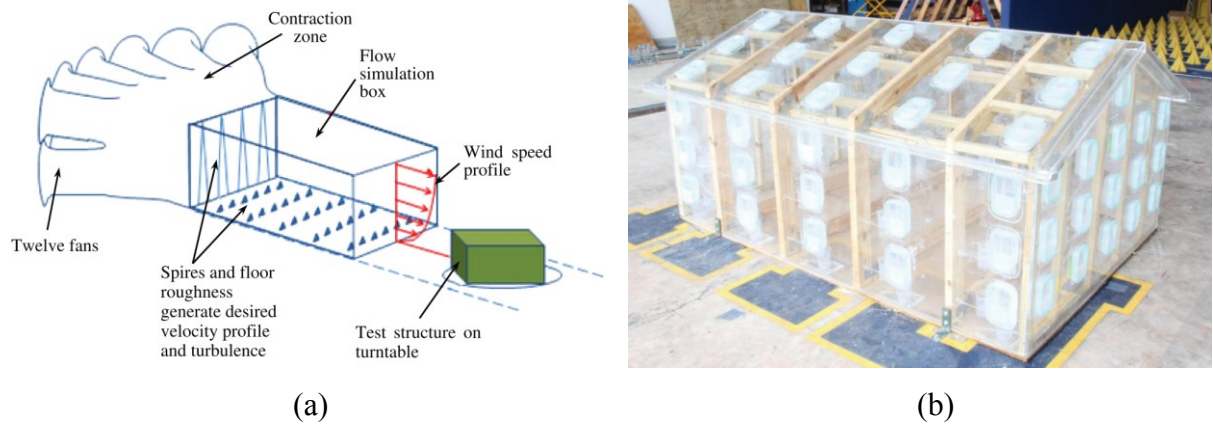 Contraction
zone
Flow
simulation
box
Wind speed
profile
Twelve fans
Spires and floor
roughness
generate desired
velocity profile
and turbulence
Test structure on
turntable
(a)
(b)